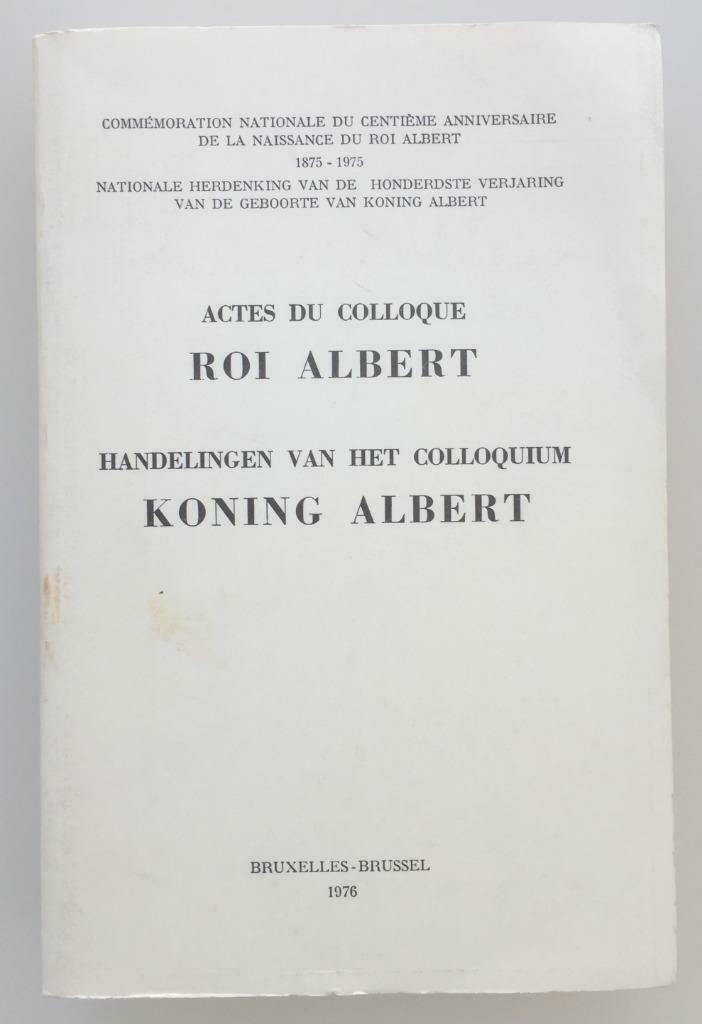 COMMÉMORATION NATIONALE DU CENTIÈME ANNIVERSAIRE
DE LA NAISSANCE DU ROI ALBERT
1875 - 1975
NATIONALE HERDENKING VAN DE HONDERDSTE VERJARING
VAN DE GEBOORTE VAN KONING ALBERT
ACTES DU COLLOQUE
ROI ALBERT
HANDELINGEN VAN HET COLLOQUIUM
KONING ALBERT
BRUXELLES-BRUSSEL
1976